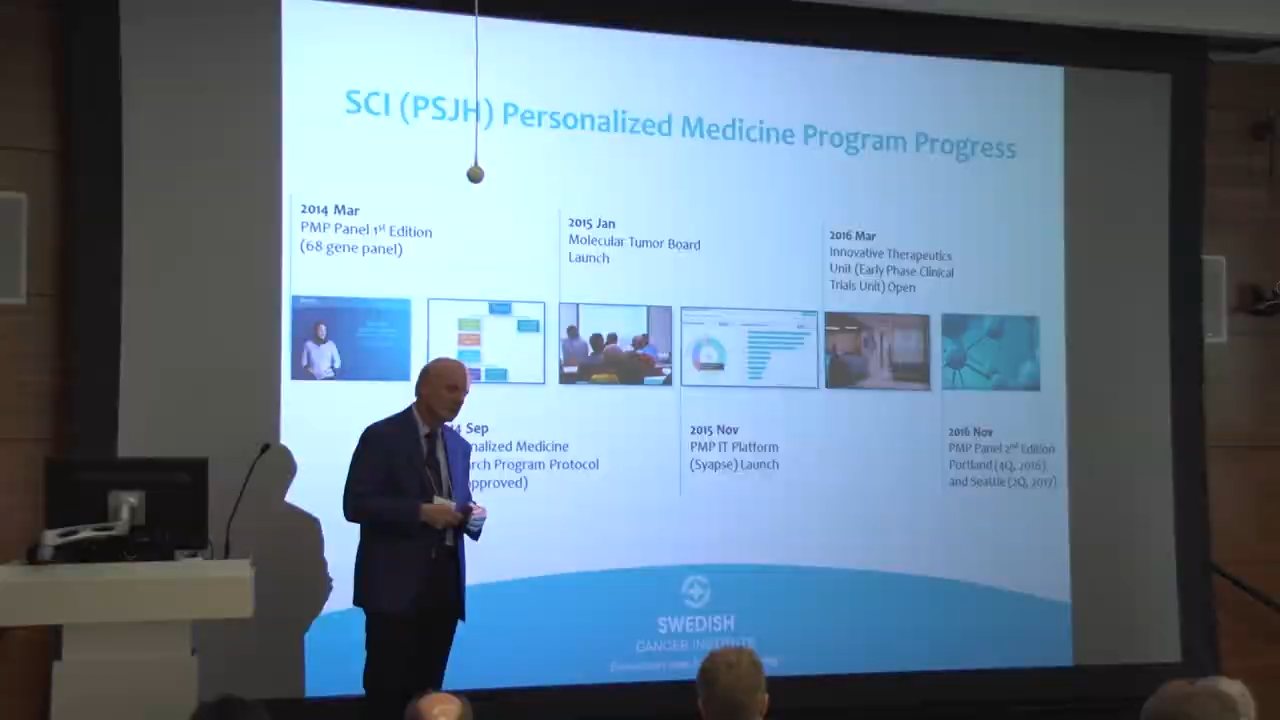 SCI (PSJH) Personalized Medicine Program Progress
2014 Mar
PMP Panel 1st Edition
(68 gene panel)
2015 Jan
Molecular Tumor Board
Launch
2016 Mar
Innovative Therapeutics
Unit (Early Phase Clinical
Trials Unit) Open
14 Sep
nalized Medicine
rch Program Protocol
pproved)
2015 Nov
PMP IT Platform
(Syapse) Launch
2016 Nov
PMP Panel 2nd Edition
Portland (4Q, 2016)
and Seattle (2Q, 2017)
SWEDISH
CANCER INSTITUTE